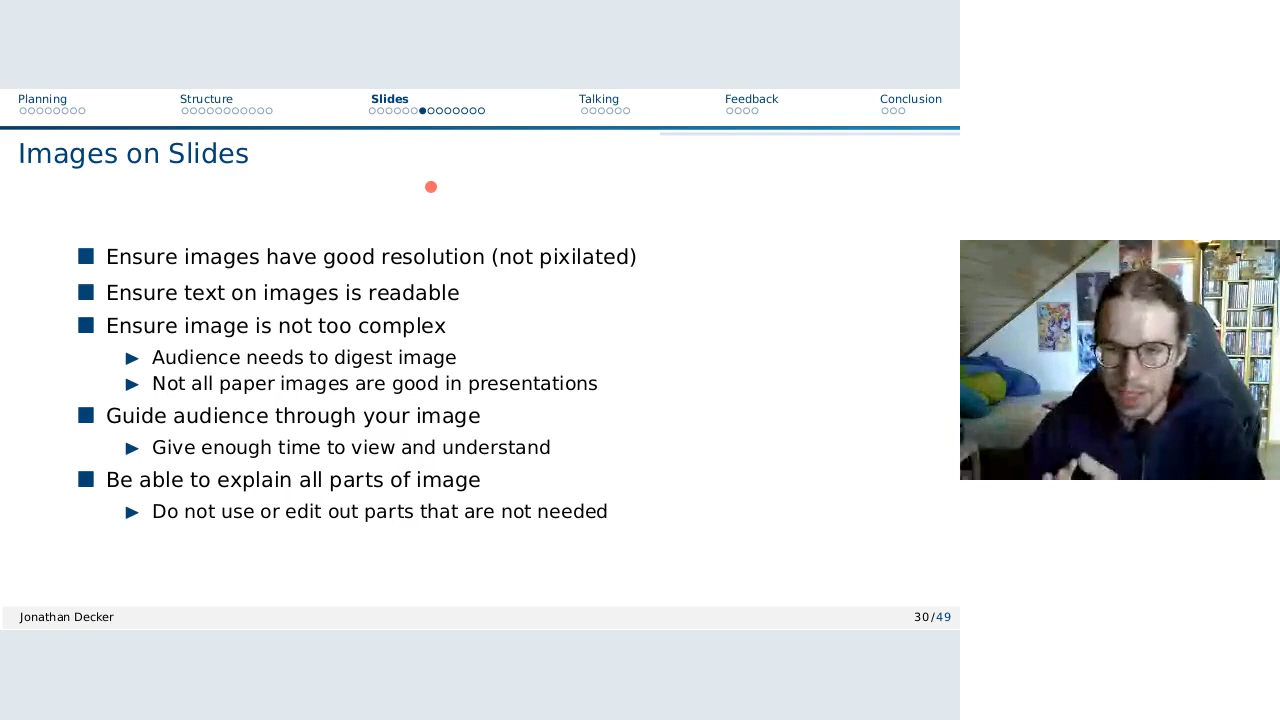 Planning Structure Slides Talking Feedback Conclusion
Images on Slides
Ensure images have good resolution (not pixilated)
Ensure text on images is readable
Ensure image is not too complex
Audience needs to digest image
Not all paper images are good in presentations
Guide audience through your image
Give enough time to view and understand
Be able to explain all parts of image
Do not use or edit out parts that are not needed
Jonathan Decker 30/49